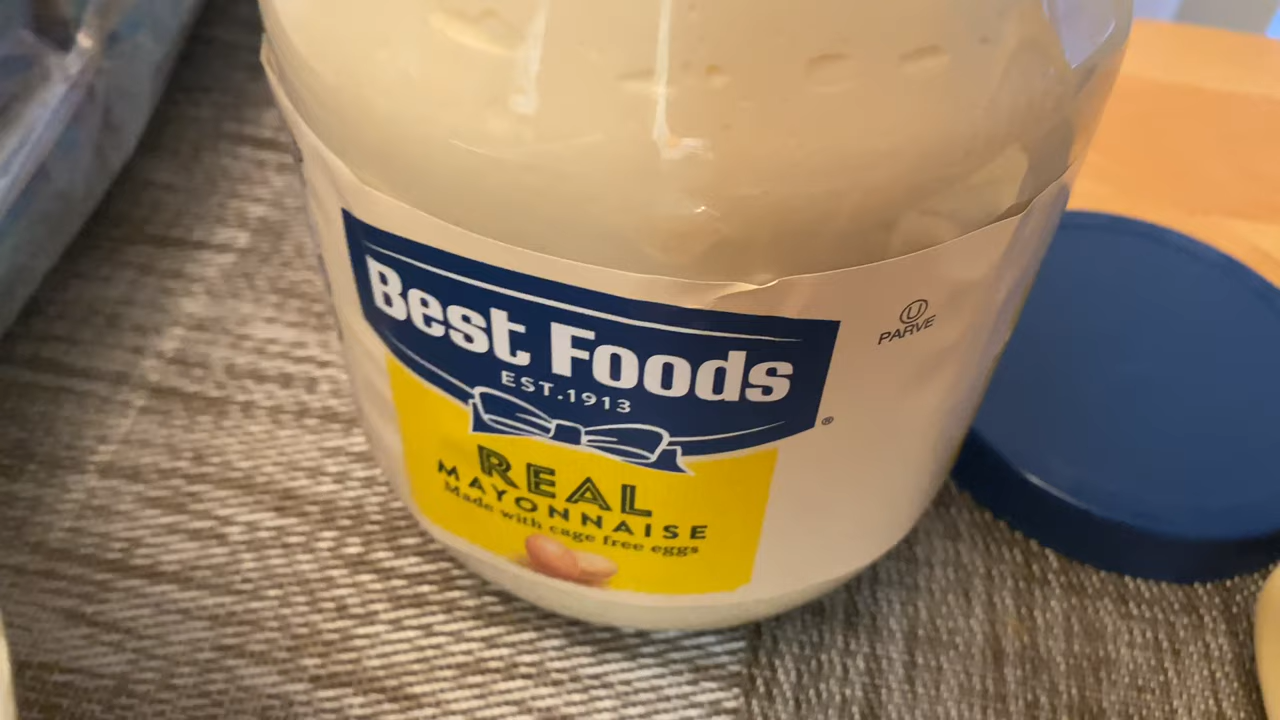 Best Foods
EST.1913
®
REAL
MAYONNAISE
Made with cage free eggs
U
PARVE